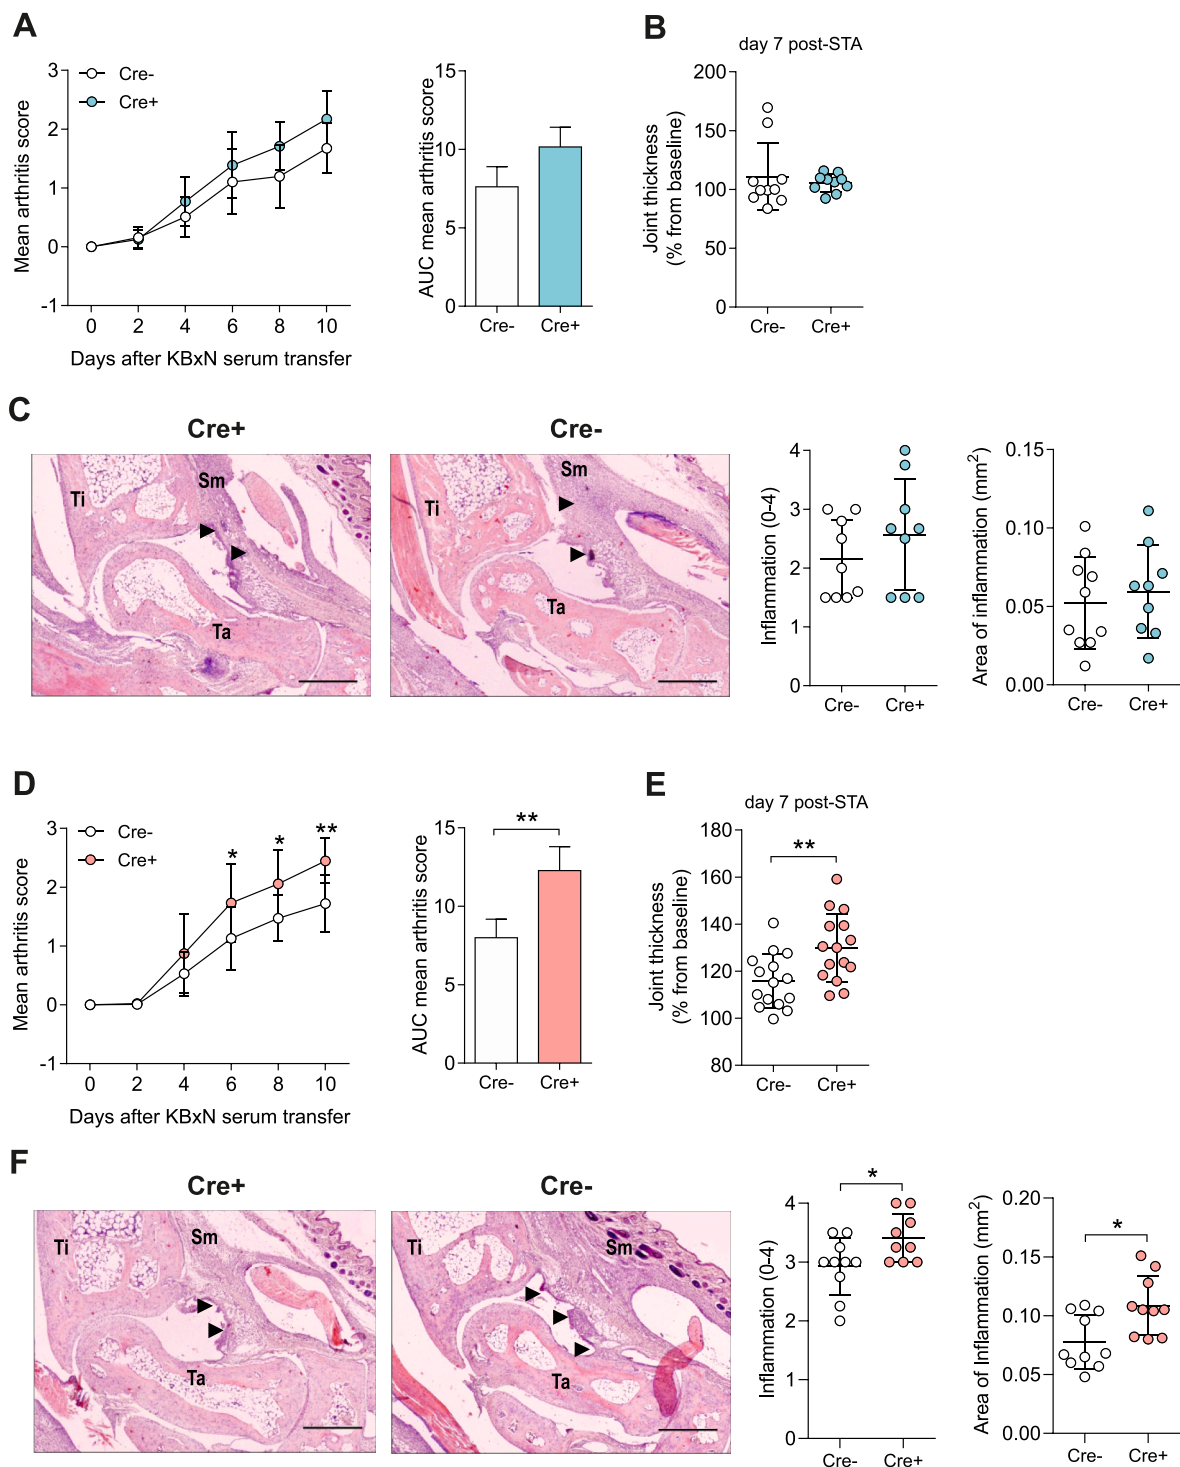 A
Mean arthritis score
3
2
1
0
-1
Cre-
Cre+
0 2 4 6 8 10
Days after KBxN serum transfer
AUC mean arthritis score
15
10
5
0
Cre- Cre+
B
day 7 post-STA
Joint thickness
(% from baseline)
200
150
100
50
0
Cre- Cre+
C
Cre+
Ti
Sm
Ta
Cre-
Ti
Sm
Ta
Inflammation (0-4)
4
3
2
1
0
Cre- Cre+
Area of inflammation (mm²)
0.15
0.10
0.05
0.00
Cre- Cre+
D
Mean arthritis score
3
2
1
0
-1
Cre-
Cre+
* * **
0 2 4 6 8 10
Days after KBxN serum transfer
AUC mean arthritis score
15
10
5
0
**
Cre- Cre+
E
day 7 post-STA
Joint thickness
(% from baseline)
180
160
140
120
100
80
**
Cre- Cre+
F
Cre+
Ti
Sm
Ta
Cre-
Ti
Sm
Ta
Inflammation (0-4)
4
3
2
1
0
*
Cre- Cre+
Area of Inflammation (mm²)
0.20
0.15
0.10
0.05
0.00
*
Cre- Cre+